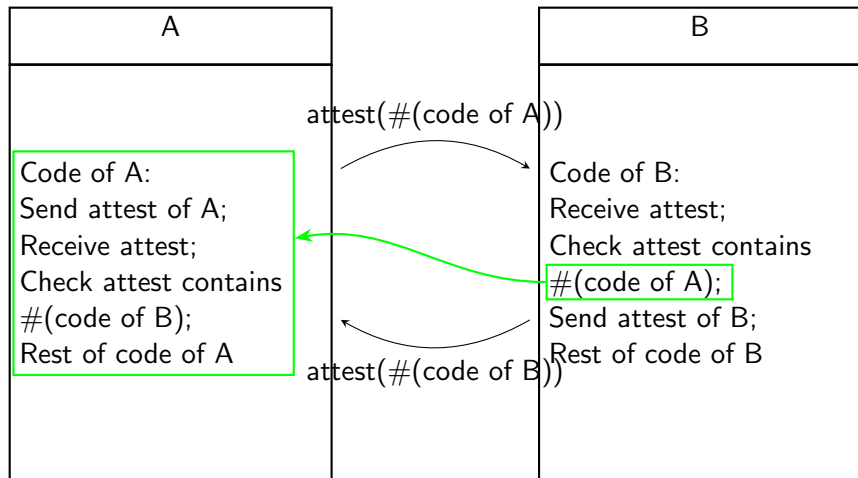 A
B
attest(#(code of A))
Code of A:
Send attest of A;
Receive attest;
Check attest contains
#(code of B);
Rest of code of A
Code of B:
Receive attest;
Check attest contains
#(code of A);
Send attest of B;
Rest of code of B
attest(#(code of B))